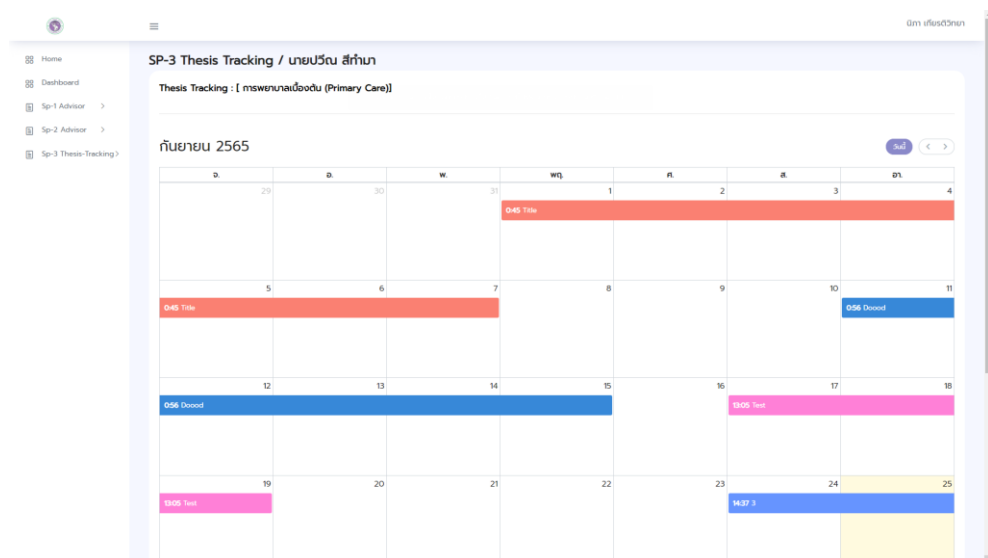 นิภา เกียรติวิทยา
Home
Dashboard
Sp-1 Advisor >
Sp-2 Advisor >
Sp-3 Thesis-Tracking >
SP-3 Thesis Tracking / นายปวีณ สีทำมา
Thesis Tracking : [ การพยาบาลเบื้องต้น (Primary Care)]
กันยายน 2565
วันนี้ < >
จ. อ. พ. พฤ. ศ. ส. อา.
29 30 31 1 2 3 4
0:45 Title
5 6 7 8 9 10 11
0:45 Title 0:56 Doood
12 13 14 15 16 17 18
0:56 Doood 13:05 Test
19 20 21 22 23 24 25
13:05 Test 14:37 3